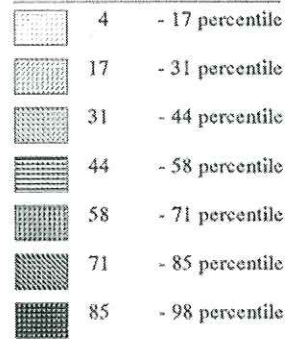 4 - 17 percentile
17 - 31 percentile
31 - 44 percentile
44 - 58 percentile
58 - 71 percentile
71 - 85 percentile
85 - 98 percentile